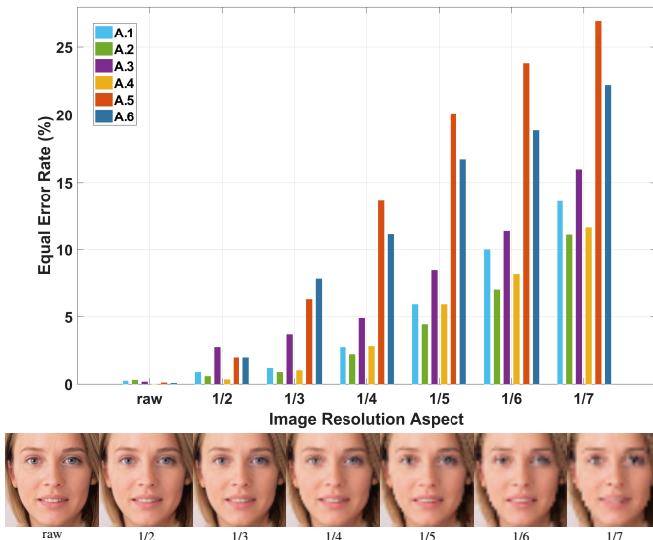 A.1
A.2
A.3
A.4
A.5
A.6
Equal Error Rate (%)
25
20
15
10
5
0
raw 1/2 1/3 1/4 1/5 1/6 1/7
Image Resolution Aspect
raw 1/2 1/3 1/4 1/5 1/6 1/7